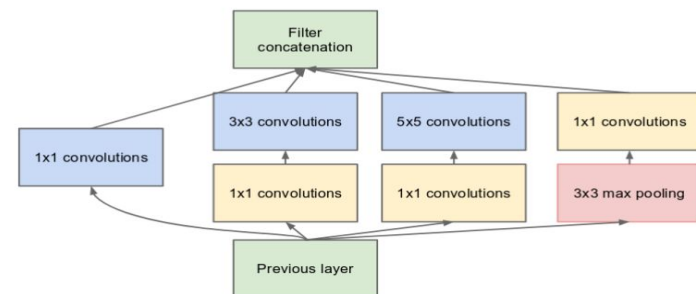 Filter
concatenation
3x3 convolutions
5x5 convolutions
1x1 convolutions
1x1 convolutions
1x1 convolutions
1x1 convolutions
3x3 max pooling
Previous layer